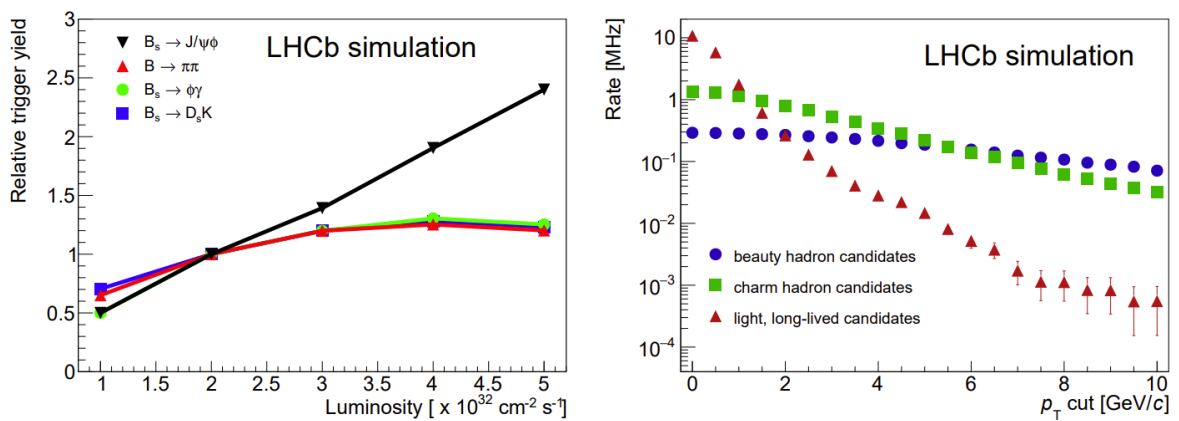 Relative trigger yield
3
2.5
2
1.5
1
0.5
0
LHCb simulation
Bₛ → J/ψϕ
B → ππ
Bₛ → ϕγ
Bₛ → DₛK
1 1.5 2 2.5 3 3.5 4 4.5 5
Luminosity [ x 10³² cm⁻² s⁻¹]
Rate [MHz]
10
1
10⁻¹
10⁻²
10⁻³
10⁻⁴
LHCb simulation
beauty hadron candidates
charm hadron candidates
light, long-lived candidates
0 2 4 6 8 10
p_T cut [GeV/c]